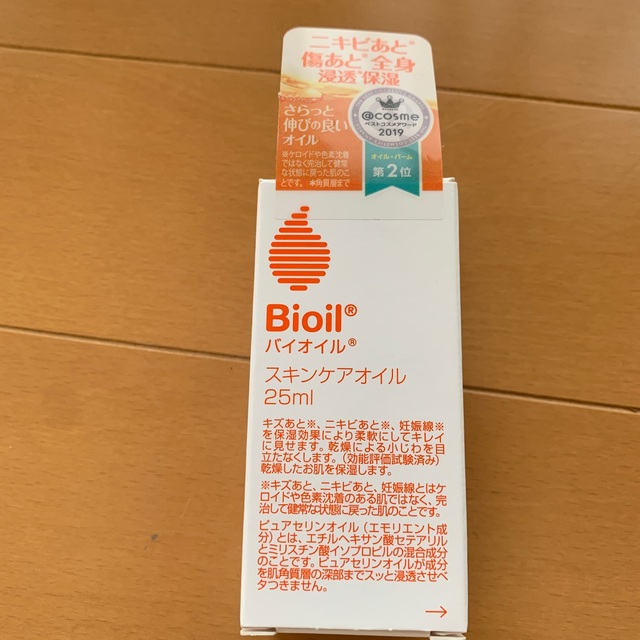 ニキビあと※
傷あと※全身
浸透*保湿
さらっと
伸びの良い
オイル
※ケロイドや色素沈着
ではなく完治して健常
な状態に戻った肌のこ
とです。*角質層まで
@cosme
ベストコスメアワード
2019
オイル・バーム
第2位
Bioil®
バイオイル®
スキンケアオイル
25ml
キズあと※、ニキビあと※、妊娠線※
を保湿効果により柔軟にしてキレイ
に見せます。乾燥による小じわを目
立たなくします。(効能評価試験済み)
乾燥したお肌を保湿します。
※キズあと、ニキビあと、妊娠線とはケ
ロイドや色素沈着のある肌ではなく、完
治して健常な状態に戻った肌のことです。
ピュアセリンオイル(エモリエント成
分)とは、エチルヘキサン酸セテアリル
とミリスチン酸イソプロピルの混合成分
のことです。ピュアセリンオイルが成分
を肌角質層の深部までスッと浸透させベ
タつきません。
→